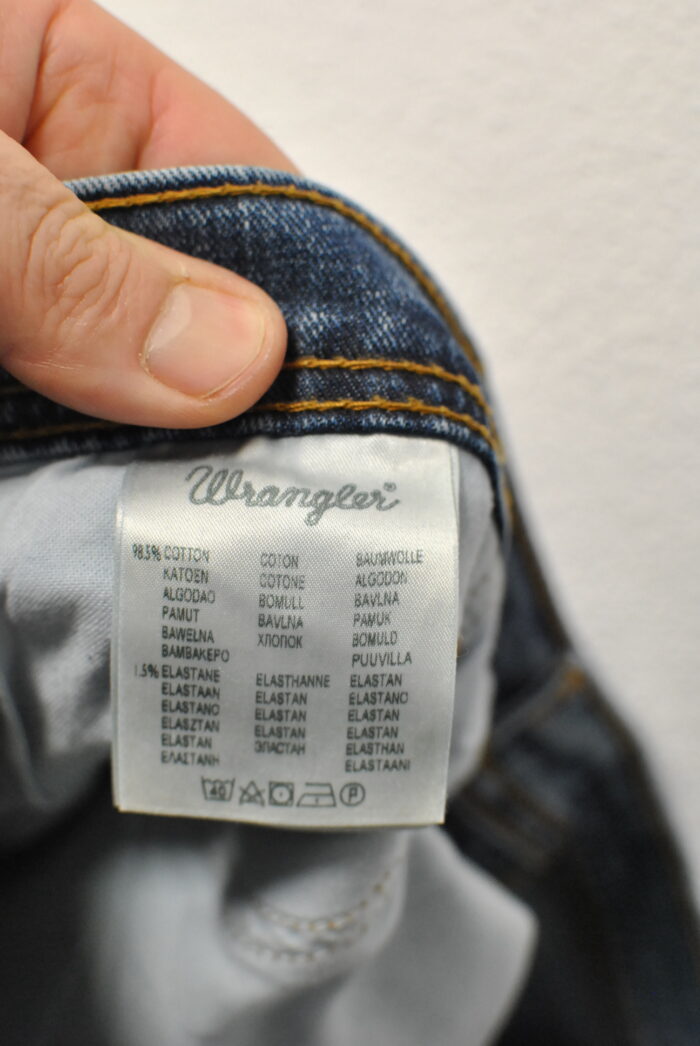 Wrangler®
98.5% COTTON COTON BAUMWOLLE
KATOEN COTONE ALGODON
ALGODAO BOMULL BAVLNA
PAMUT BAVLNA PAMUK
BAWELNA ХЛОПОК BOMULD
BAMBAKEPO PUUVILLA
1.5% ELASTANE ELASTHANNE ELASTAN
ELASTAAN ELASTAN ELASTANO
ELASTANO ELASTAN ELASTAN
ELASZTAN ELASTAN ELASTAN
ELASTAN ЭЛАСТАН ELASTHAN
ΕΛΑΣΤΑΝΗ ELASTAANI
40 P